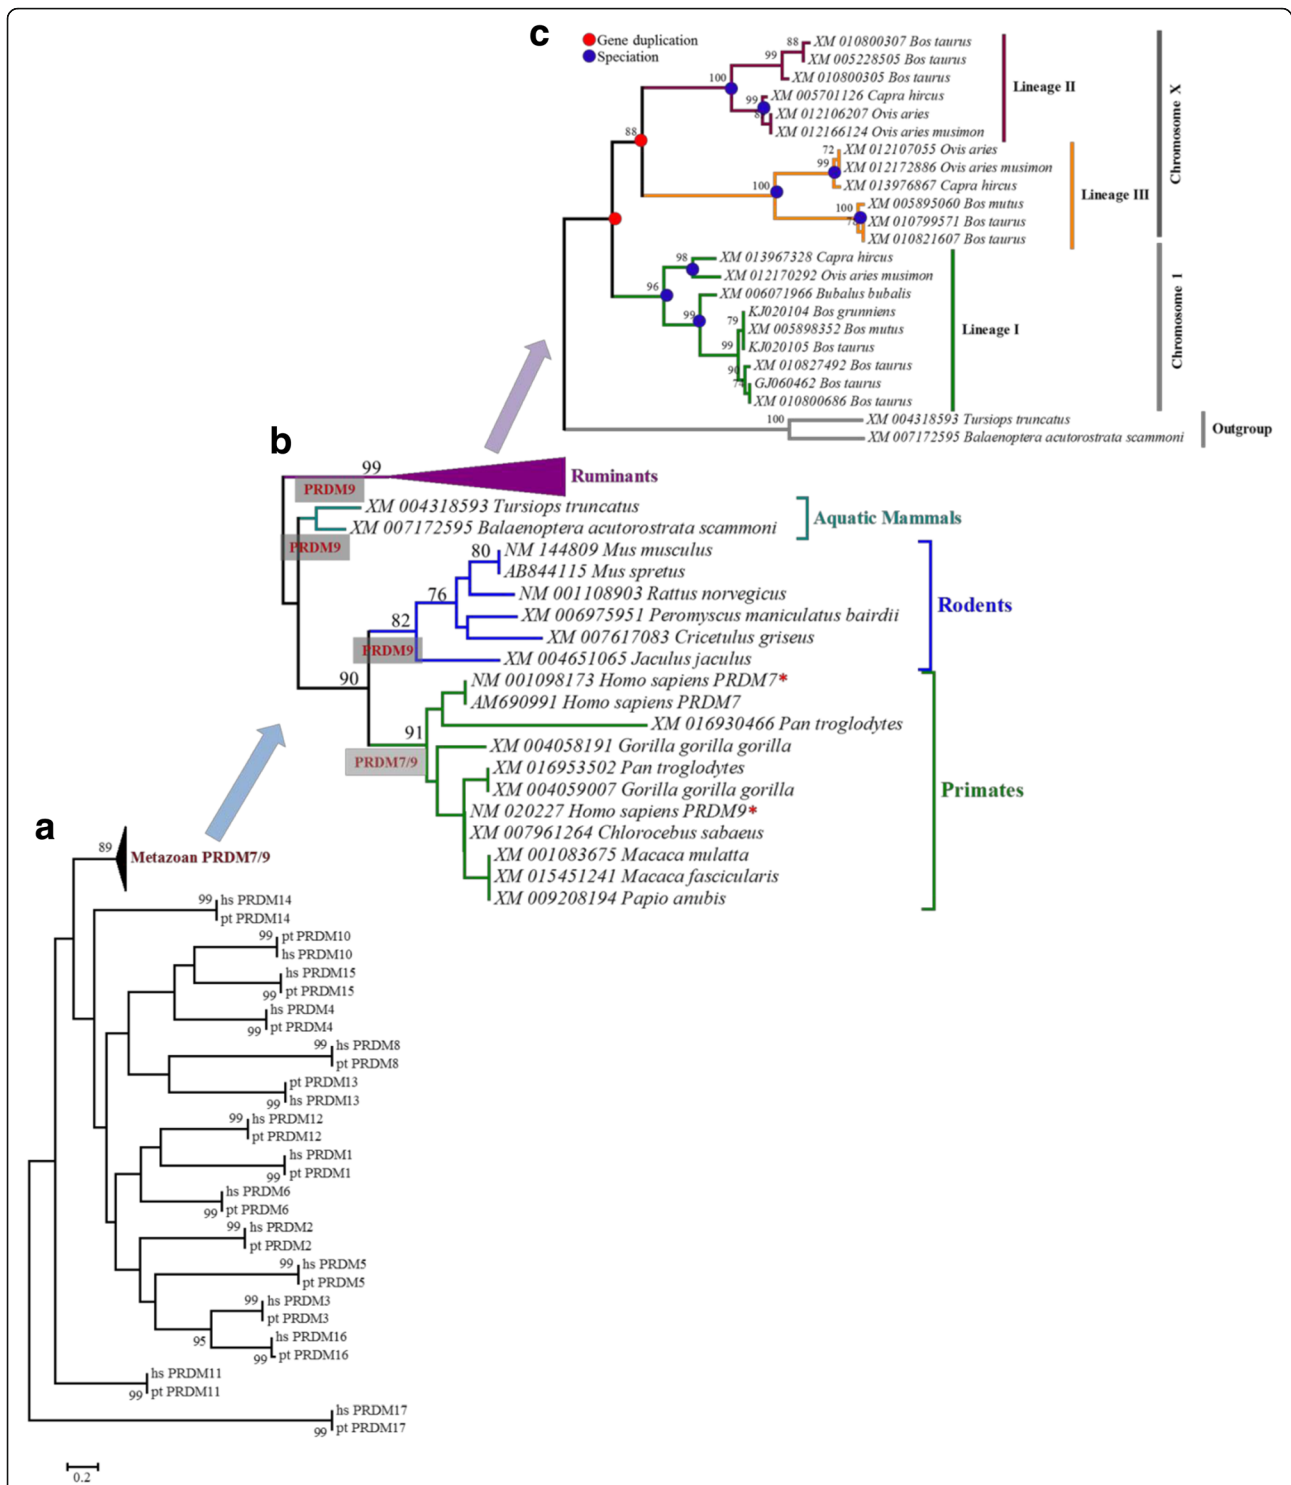 c
Gene duplication
Speciation
88
XM 010800307 Bos taurus
99
XM 005228505 Bos taurus
100
XM 010800305 Bos taurus
99
XM 005701126 Capra hircus
XM 012106207 Ovis aries
XM 012166124 Ovis aries musimon
Lineage II
88
72
XM 012107055 Ovis aries
99
XM 012172886 Ovis aries musimon
100
XM 013976867 Capra hircus
100
XM 005895060 Bos mutus
78
XM 010799571 Bos taurus
XM 010821607 Bos taurus
Lineage III
Chromosome X
98
XM 013967328 Capra hircus
XM 012170292 Ovis aries musimon
96
XM 006071966 Bubalus bubalis
99
KJ020104 Bos grunniens
79
XM 005898352 Bos mutus
KJ020105 Bos taurus
99
XM 010827492 Bos taurus
90
GJ060462 Bos taurus
74
XM 010800686 Bos taurus
Lineage I
Chromosome 1
100
XM 004318593 Tursiops truncatus
XM 007172595 Balaenoptera acutorostrata scammoni
Outgroup
b
99
Ruminants
PRDM9
XM 004318593 Tursiops truncatus
XM 007172595 Balaenoptera acutorostrata scammoni
Aquatic Mammals
PRDM9
80
NM 144809 Mus musculus
AB844115 Mus spretus
76
NM 001108903 Rattus norvegicus
XM 006975951 Peromyscus maniculatus bairdii
82
XM 007617083 Cricetulus griseus
PRDM9
XM 004651065 Jaculus jaculus
Rodents
90
NM 001098173 Homo sapiens PRDM7*
AM690991 Homo sapiens PRDM7
XM 016930466 Pan troglodytes
91
XM 004058191 Gorilla gorilla gorilla
PRDM7/9
XM 016953502 Pan troglodytes
XM 004059007 Gorilla gorilla gorilla
NM 020227 Homo sapiens PRDM9*
XM 007961264 Chlorocebus sabaeus
XM 001083675 Macaca mulatta
XM 015451241 Macaca fascicularis
XM 009208194 Papio anubis
Primates
a
89
Metazoan PRDM7/9
99
hs PRDM14
pt PRDM14
99
pt PRDM10
hs PRDM10
hs PRDM15
99
pt PRDM15
hs PRDM4
99
pt PRDM4
99
hs PRDM8
pt PRDM8
pt PRDM13
99
hs PRDM13
99
hs PRDM12
pt PRDM12
hs PRDM1
99
pt PRDM1
hs PRDM6
99
pt PRDM6
99
hs PRDM2
pt PRDM2
99
hs PRDM5
pt PRDM5
99
hs PRDM3
pt PRDM3
95
hs PRDM16
99
pt PRDM16
hs PRDM11
99
pt PRDM11
hs PRDM17
99
pt PRDM17
0.2